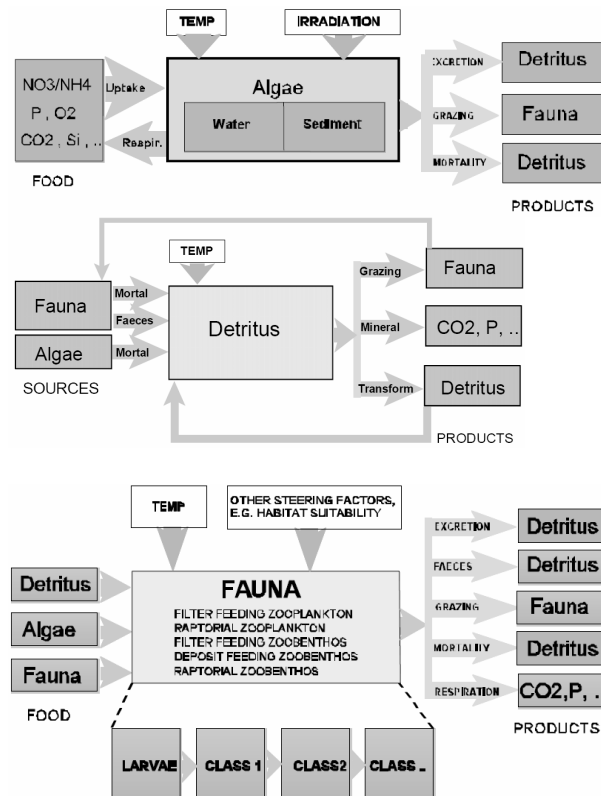 TEMP
IRRADIATION
NO3/NH4
P , O2
CO2 , Si , ..
FOOD
Uptake
Respir.
Algae
Water
Sediment
EXCRETION
GRAZING
MORTALITY
Detritus
Fauna
Detritus
PRODUCTS
TEMP
Fauna
Algae
SOURCES
Mortal
Faeces
Mortal
Detritus
Grazing
Mineral
Transform
Fauna
CO2, P, ..
Detritus
PRODUCTS
TEMP
OTHER STEERING FACTORS,
E.G. HABITAT SUITABILITY
Detritus
Algae
Fauna
FOOD
FAUNA
FILTER FEEDING ZOOPLANKTON
RAPTORIAL ZOOPLANKTON
FILTER FEEDING ZOOBENTHOS
DEPOSIT FEEDING ZOOBENTHOS
RAPTORIAL ZOOBENTHOS
EXCRETION
FAECES
GRAZING
MORTALITY
RESPIRATION
Detritus
Detritus
Fauna
Detritus
CO2,P, .
PRODUCTS
LARVAE
CLASS 1
CLASS2
CLASS ..